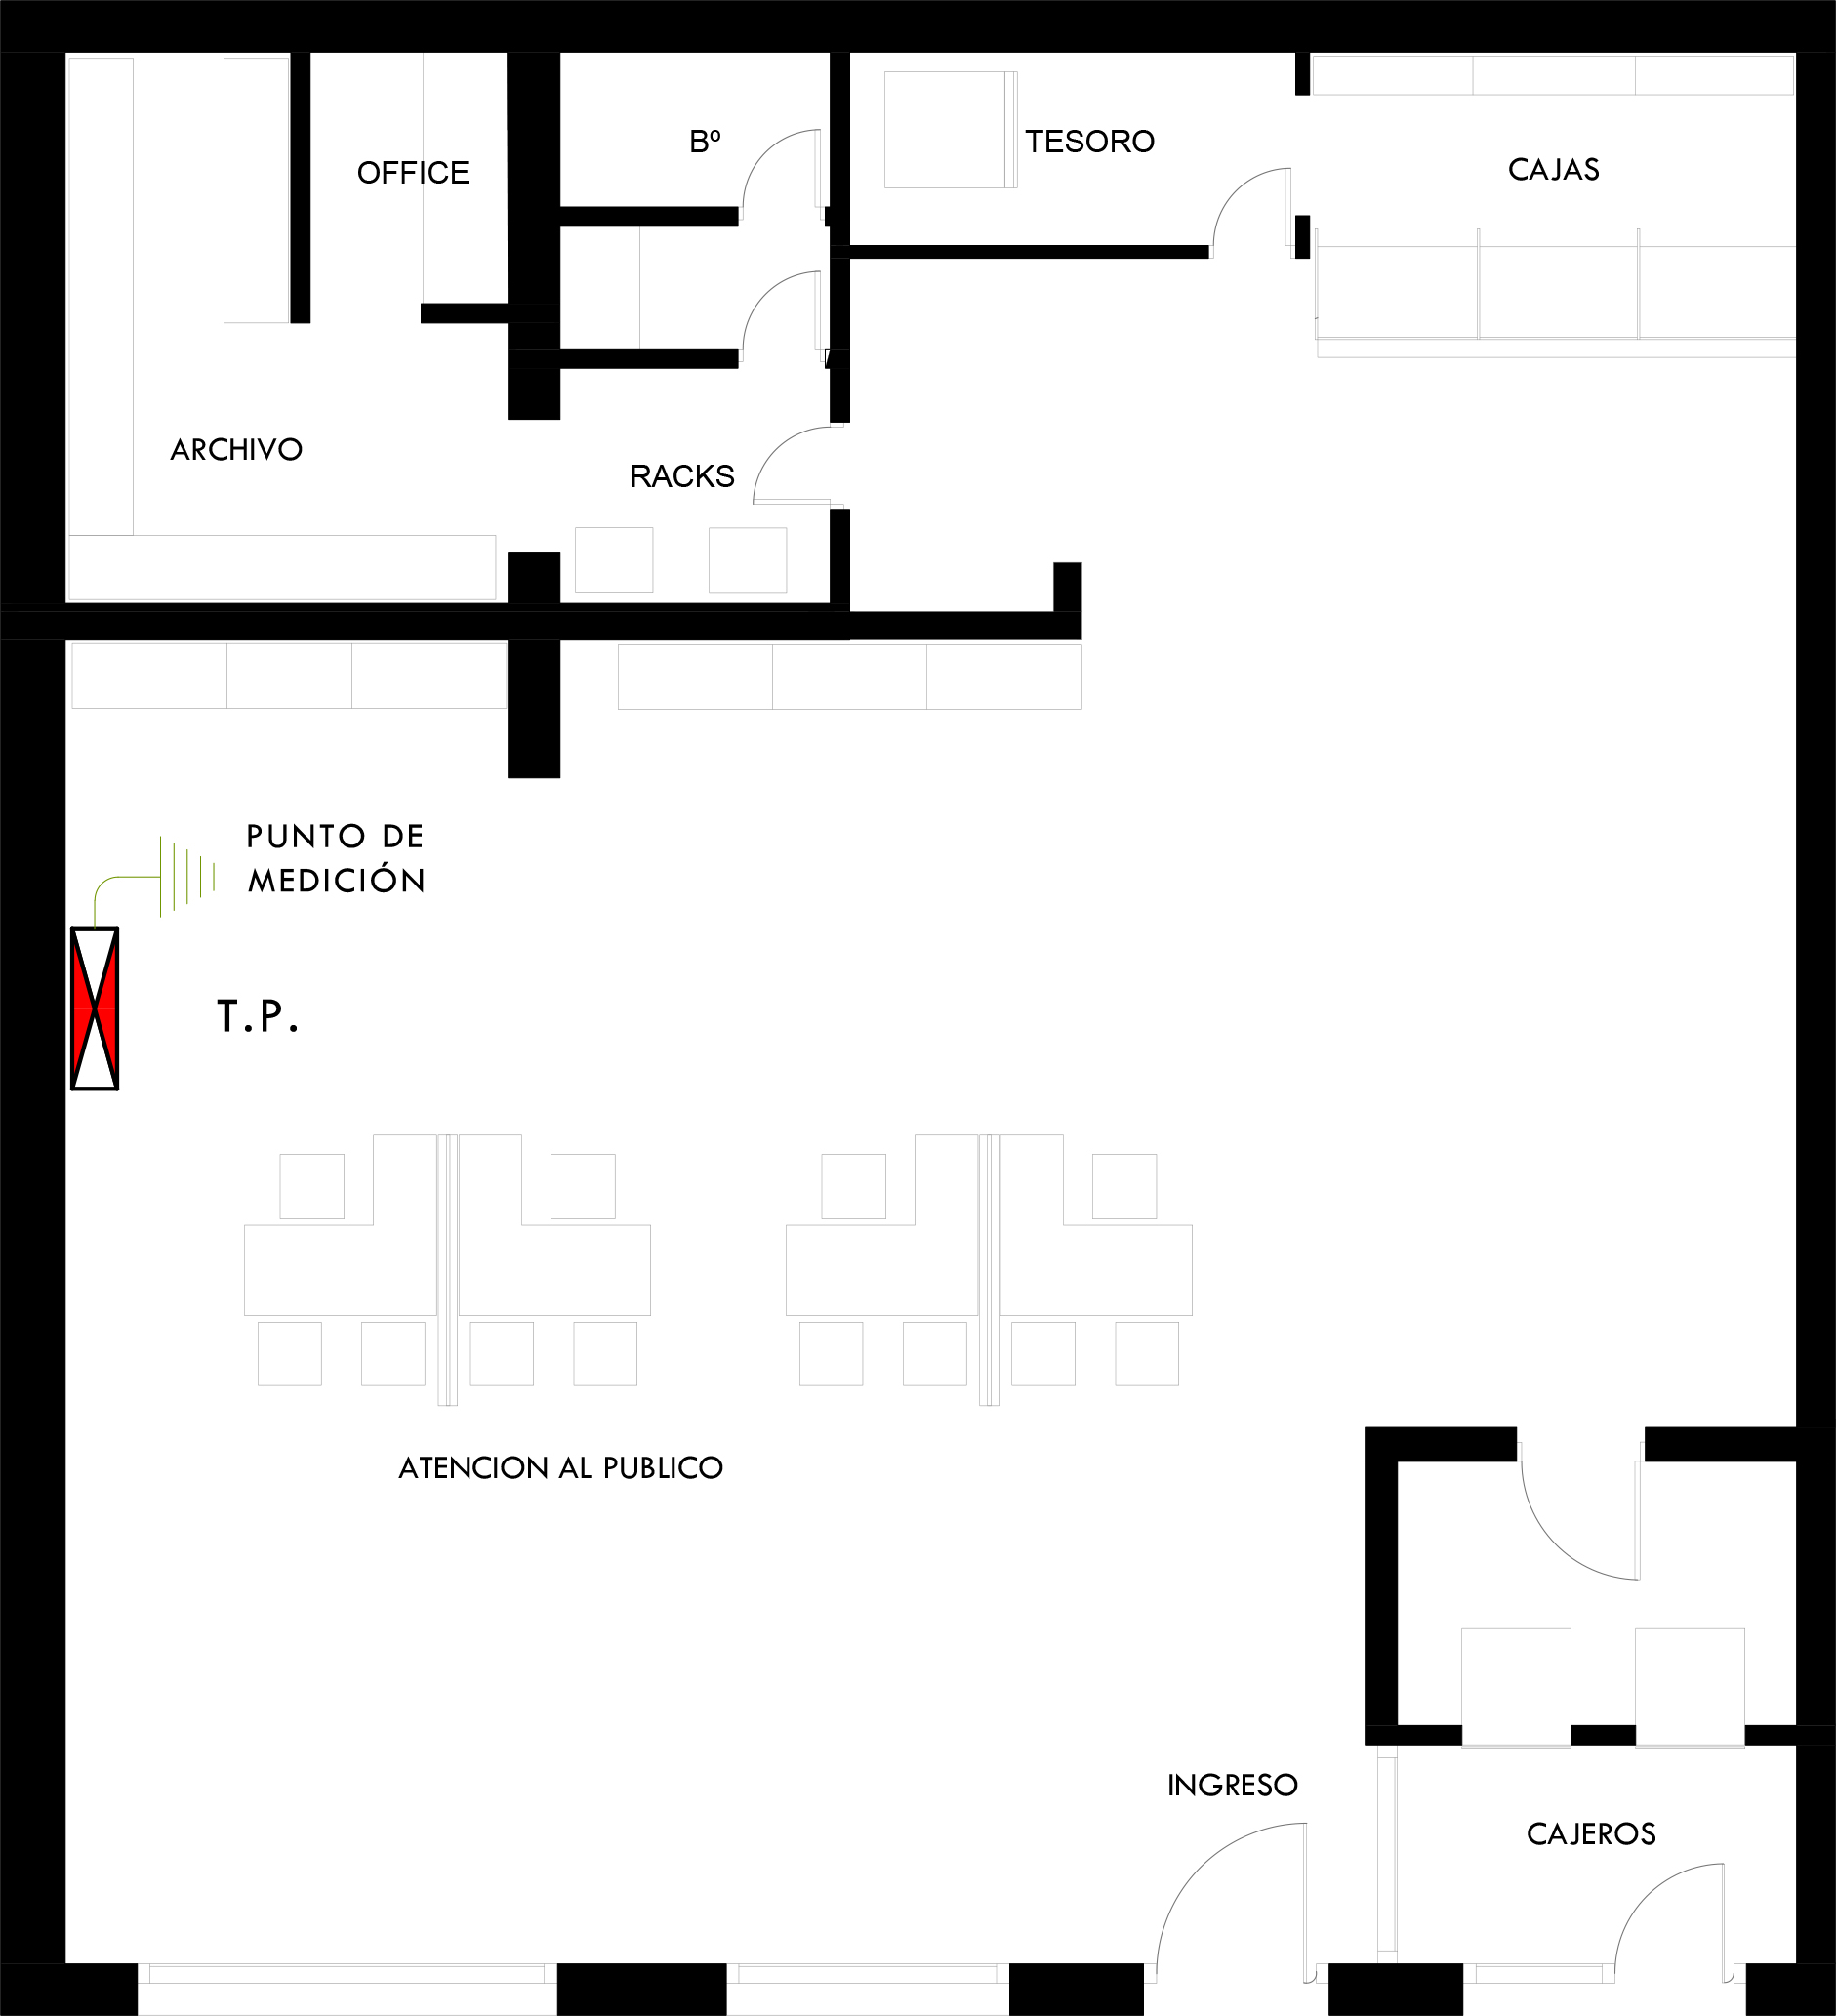 Bº
TESORO
CAJAS
OFFICE
ARCHIVO
RACKS
PUNTO DE
MEDICIÓN
T.P.
ATENCION AL PUBLICO
INGRESO
CAJEROS